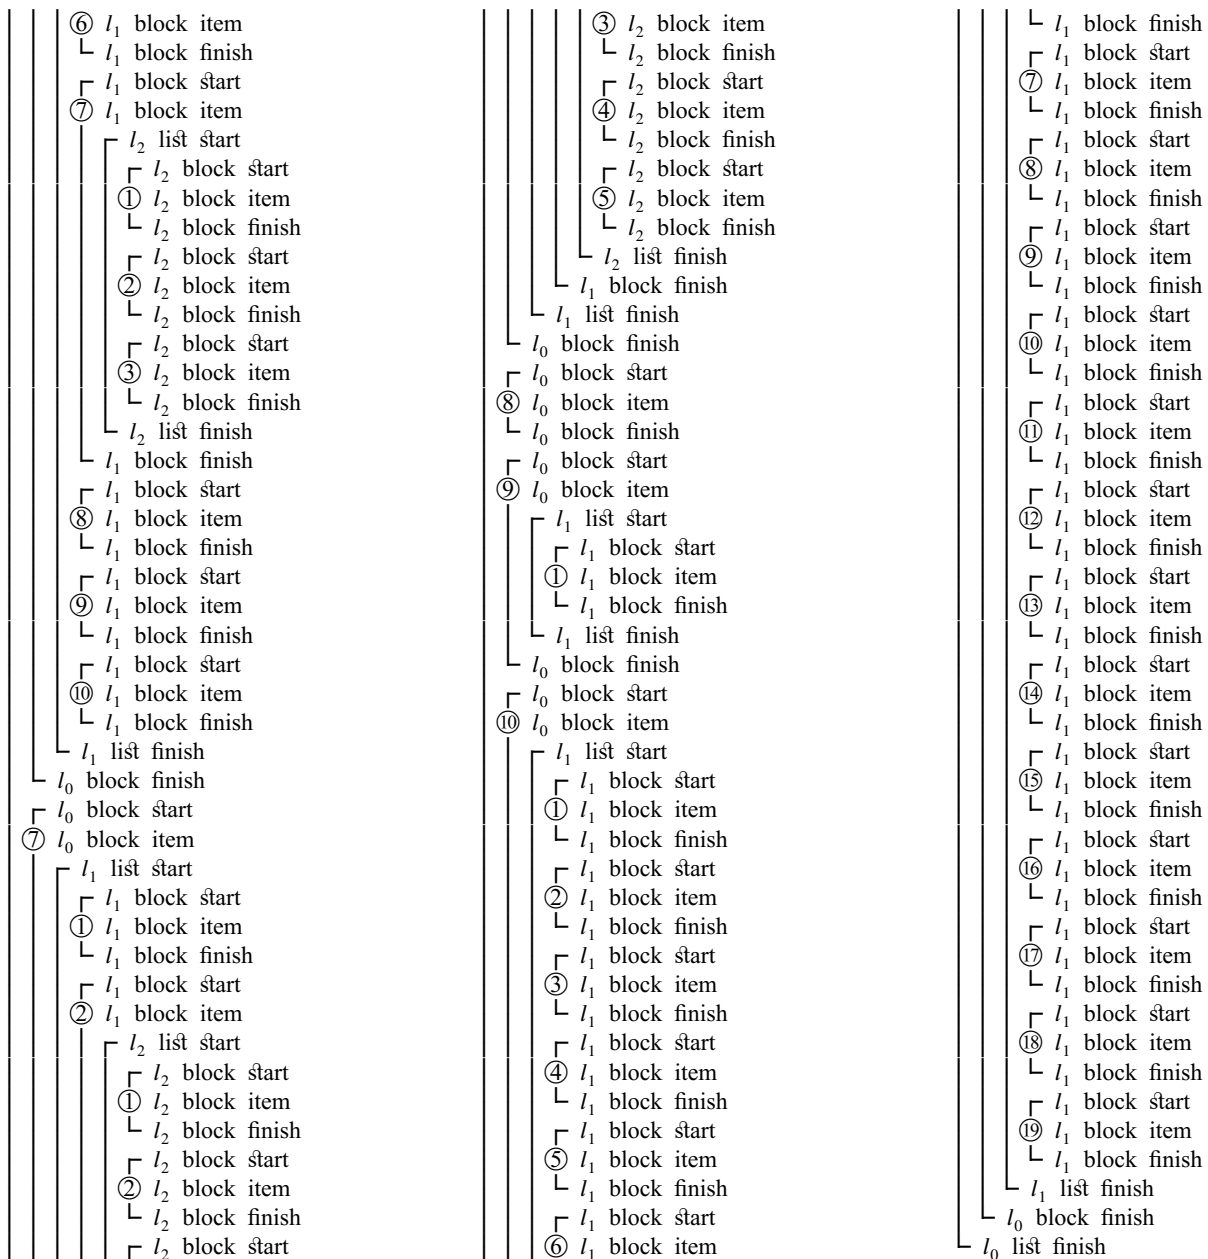 ⑥ l₁ block item
l₁ block finish
l₁ block start
⑦ l₁ block item
l₂ list start
l₂ block start
① l₂ block item
l₂ block finish
l₂ block start
② l₂ block item
l₂ block finish
l₂ block start
③ l₂ block item
l₂ block finish
l₂ list finish
l₁ block finish
l₁ block start
⑧ l₁ block item
l₁ block finish
l₁ block start
⑨ l₁ block item
l₁ block finish
l₁ block start
⑩ l₁ block item
l₁ block finish
l₁ list finish
l₀ block finish
l₀ block start
⑦ l₀ block item
l₁ list start
l₁ block start
① l₁ block item
l₁ block finish
l₁ block start
② l₁ block item
l₂ list start
l₂ block start
① l₂ block item
l₂ block finish
l₂ block start
② l₂ block item
l₂ block finish
l₂ block start
③ l₂ block item
l₂ block finish
l₂ block start
④ l₂ block item
l₂ block finish
l₂ block start
⑤ l₂ block item
l₂ block finish
l₂ list finish
l₁ block finish
l₁ list finish
l₀ block finish
l₀ block start
⑧ l₀ block item
l₀ block finish
l₀ block start
⑨ l₀ block item
l₁ list start
l₁ block start
① l₁ block item
l₁ block finish
l₁ list finish
l₀ block finish
l₀ block start
⑩ l₀ block item
l₁ list start
l₁ block start
① l₁ block item
l₁ block finish
l₁ block start
② l₁ block item
l₁ block finish
l₁ block start
③ l₁ block item
l₁ block finish
l₁ block start
④ l₁ block item
l₁ block finish
l₁ block start
⑤ l₁ block item
l₁ block finish
l₁ block start
⑥ l₁ block item
l₁ block finish
l₁ block start
⑦ l₁ block item
l₁ block finish
l₁ block start
⑧ l₁ block item
l₁ block finish
l₁ block start
⑨ l₁ block item
l₁ block finish
l₁ block start
⑩ l₁ block item
l₁ block finish
l₁ block start
⑪ l₁ block item
l₁ block finish
l₁ block start
⑫ l₁ block item
l₁ block finish
l₁ block start
⑬ l₁ block item
l₁ block finish
l₁ block start
⑭ l₁ block item
l₁ block finish
l₁ block start
⑮ l₁ block item
l₁ block finish
l₁ block start
⑯ l₁ block item
l₁ block finish
l₁ block start
⑰ l₁ block item
l₁ block finish
l₁ block start
⑱ l₁ block item
l₁ block finish
l₁ block start
⑲ l₁ block item
l₁ block finish
l₁ list finish
l₀ block finish
l₀ list finish